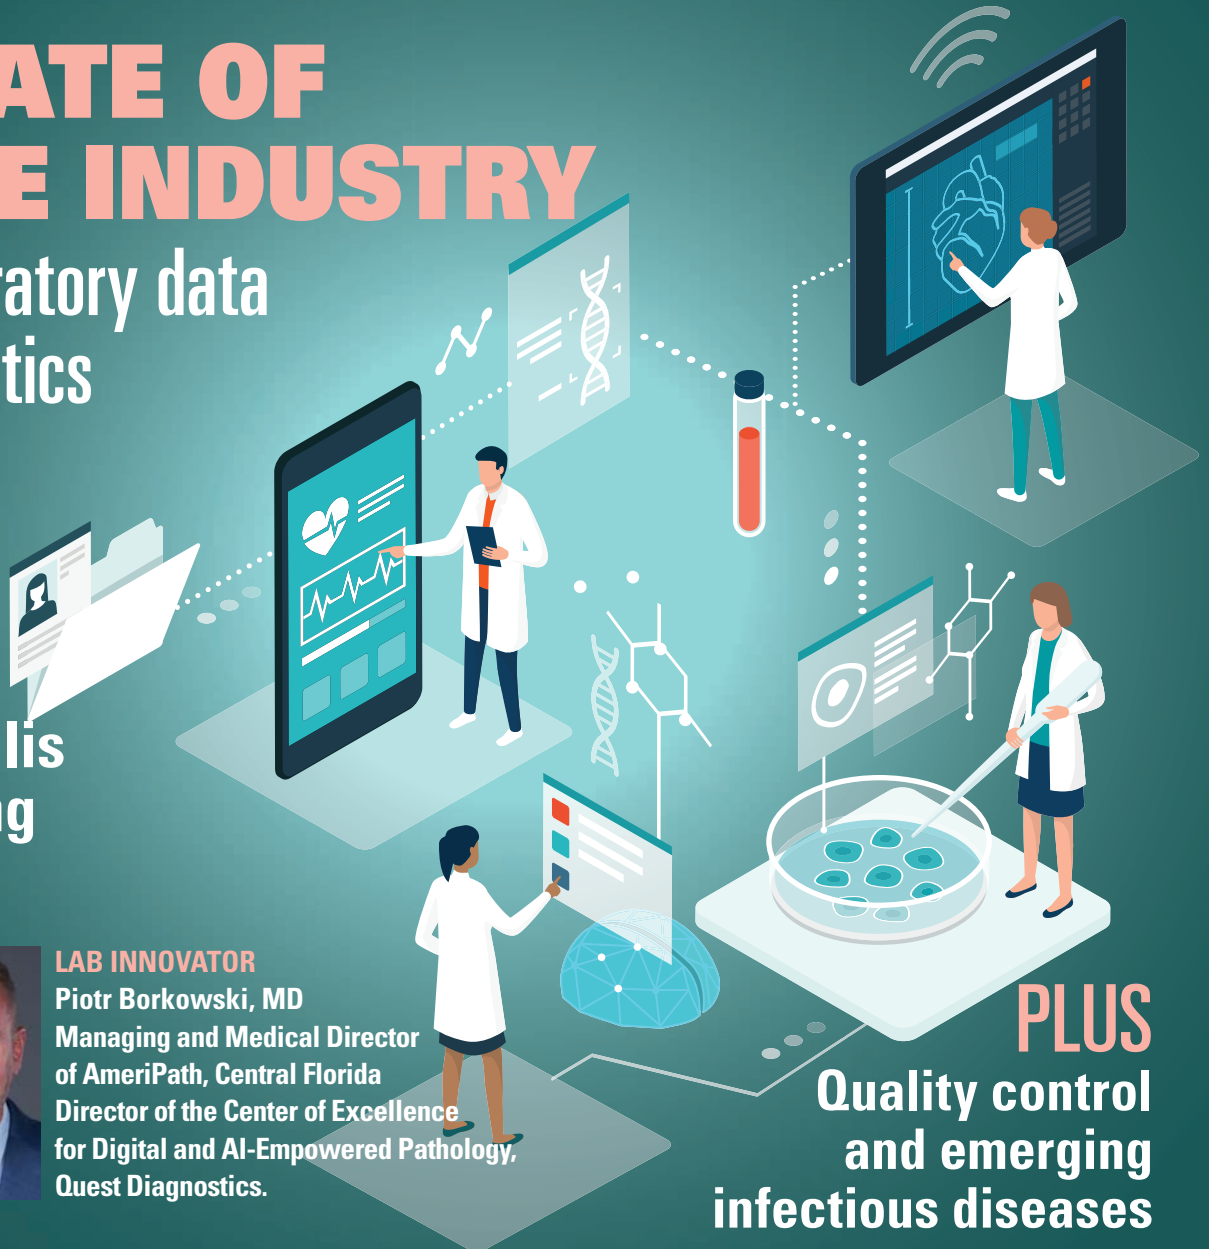 ATE OF
E INDUSTRY
ratory data
tics
lis
ng
LAB INNOVATOR
Piotr Borkowski, MD
Managing and Medical Director
of AmeriPath, Central Florida
Director of the Center of Excellence
for Digital and AI-Empowered Pathology,
Quest Diagnostics.
PLUS
Quality control
and emerging
infectious diseases